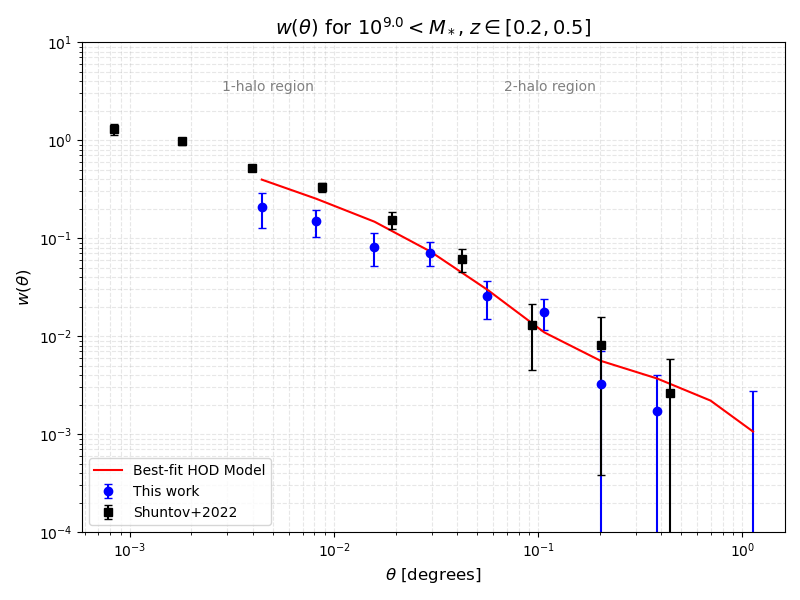 w(θ) for 10^9.0 < M_*, z ∈ [0.2, 0.5]
1-halo region
2-halo region
w(θ)
10^1
10^0
10^−1
10^−2
10^−3
10^−4
Best-fit HOD Model
This work
Shuntov+2022
10^−3
10^−2
10^−1
10^0
θ [degrees]